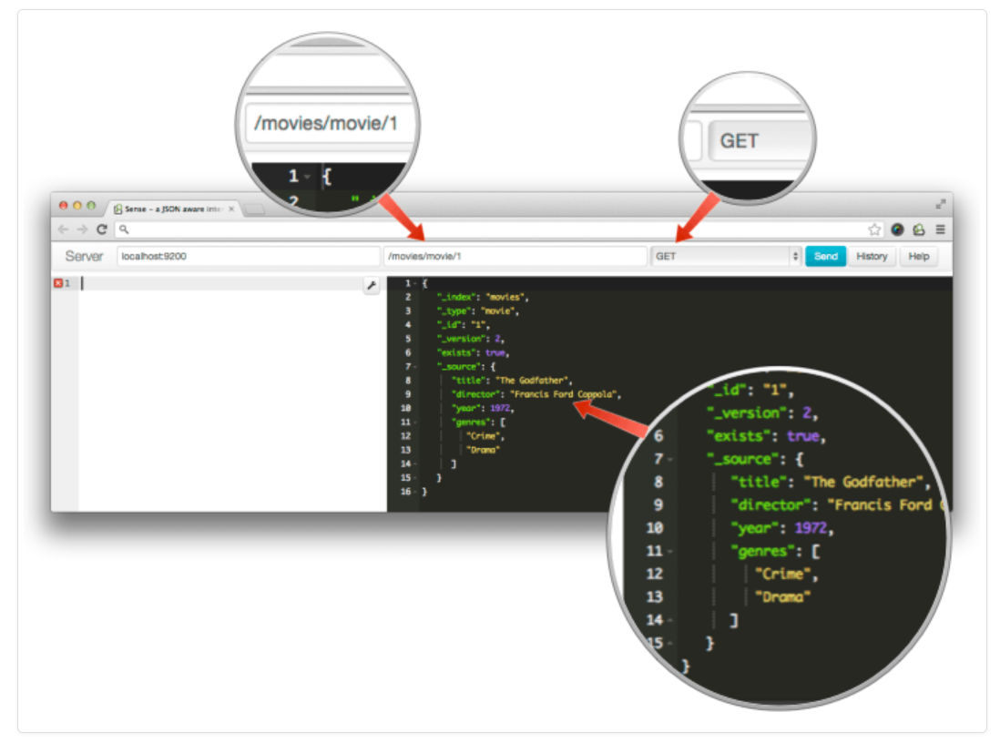 /movies/movie/1
1 {
2
GET
Sense – a JSON aware inte
Server localhost:9200 /movies/movie/1 GET Send History Help
1
1 {
2 "_index": "movies",
3 "_type": "movie",
4 "_id": "1",
5 "_version": 2,
6 "exists": true,
7 "_source": {
8 "title": "The Godfather",
9 "director": "Francis Ford Coppola",
10 "year": 1972,
11 "genres": [
12 "Crime",
13 "Drama"
14 ]
15 }
16 }
"_id": "1",
"_version": 2,
6 "exists": true,
7 "_source": {
8 "title": "The Godfather",
9 "director": "Francis Ford
10 "year": 1972,
11 "genres": [
12 "Crime",
13 "Drama"
14 ]
15 }
}